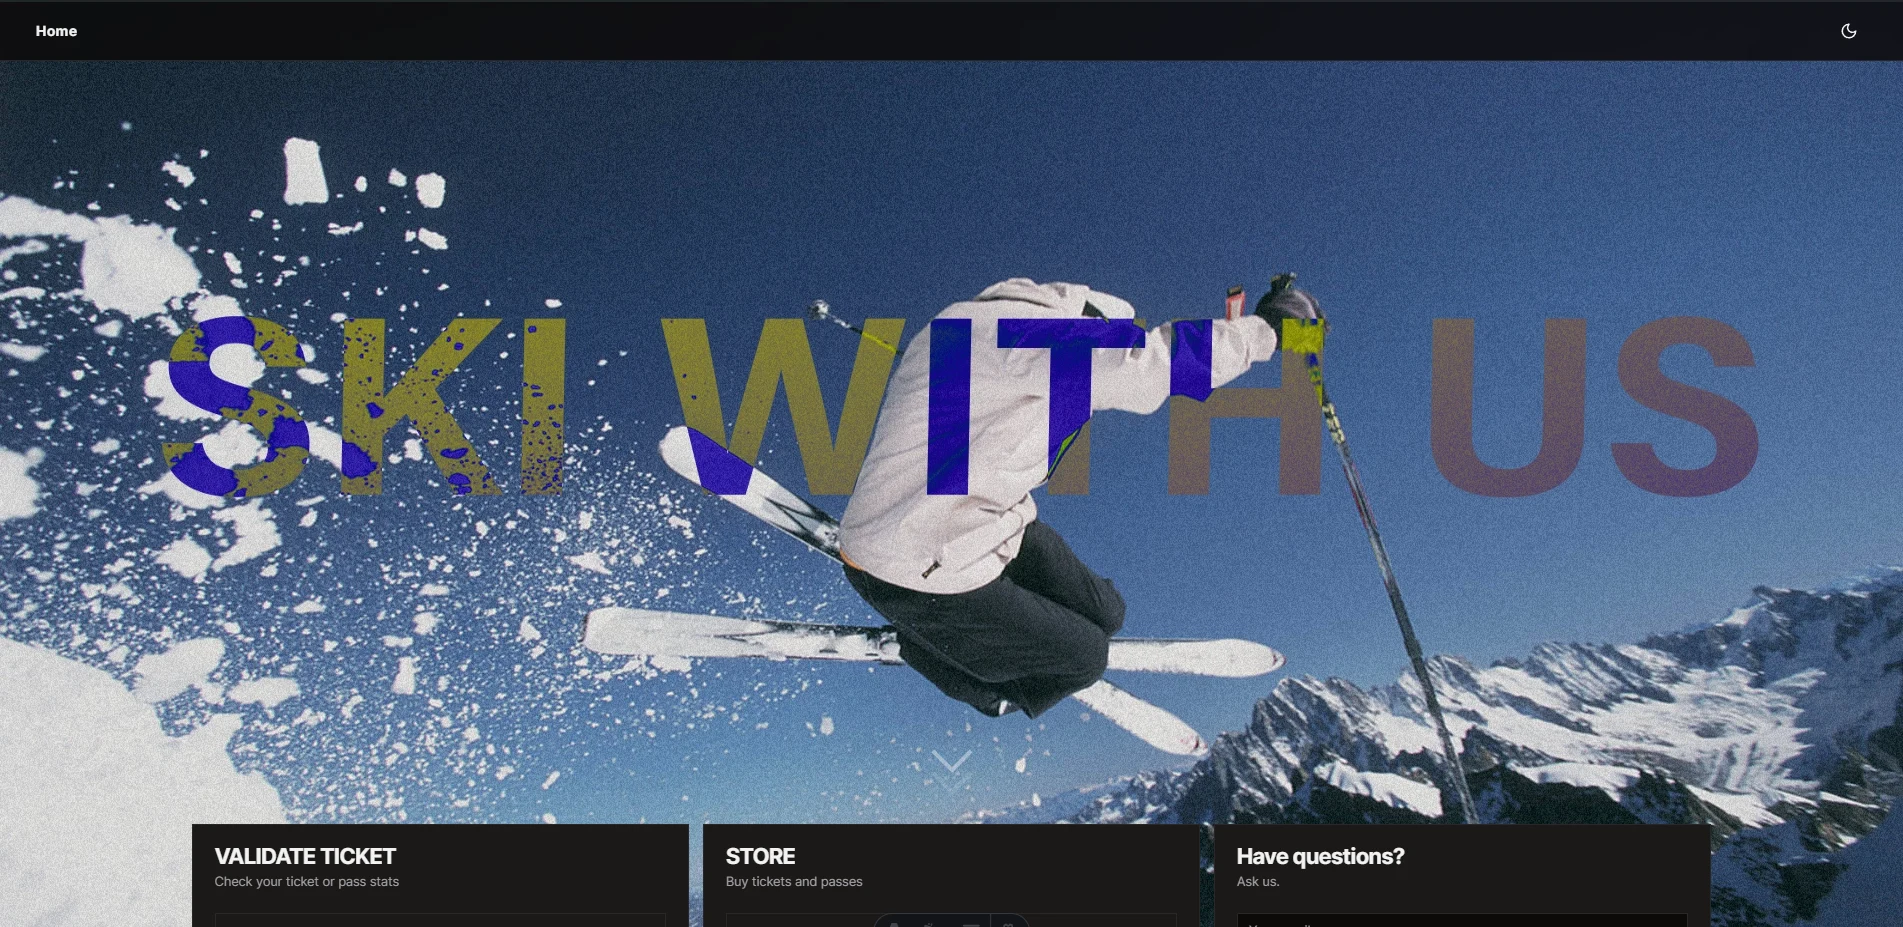 Home
SKI WITH US
VALIDATE TICKET
Check your ticket or pass stats
STORE
Buy tickets and passes
Have questions?
Ask us.